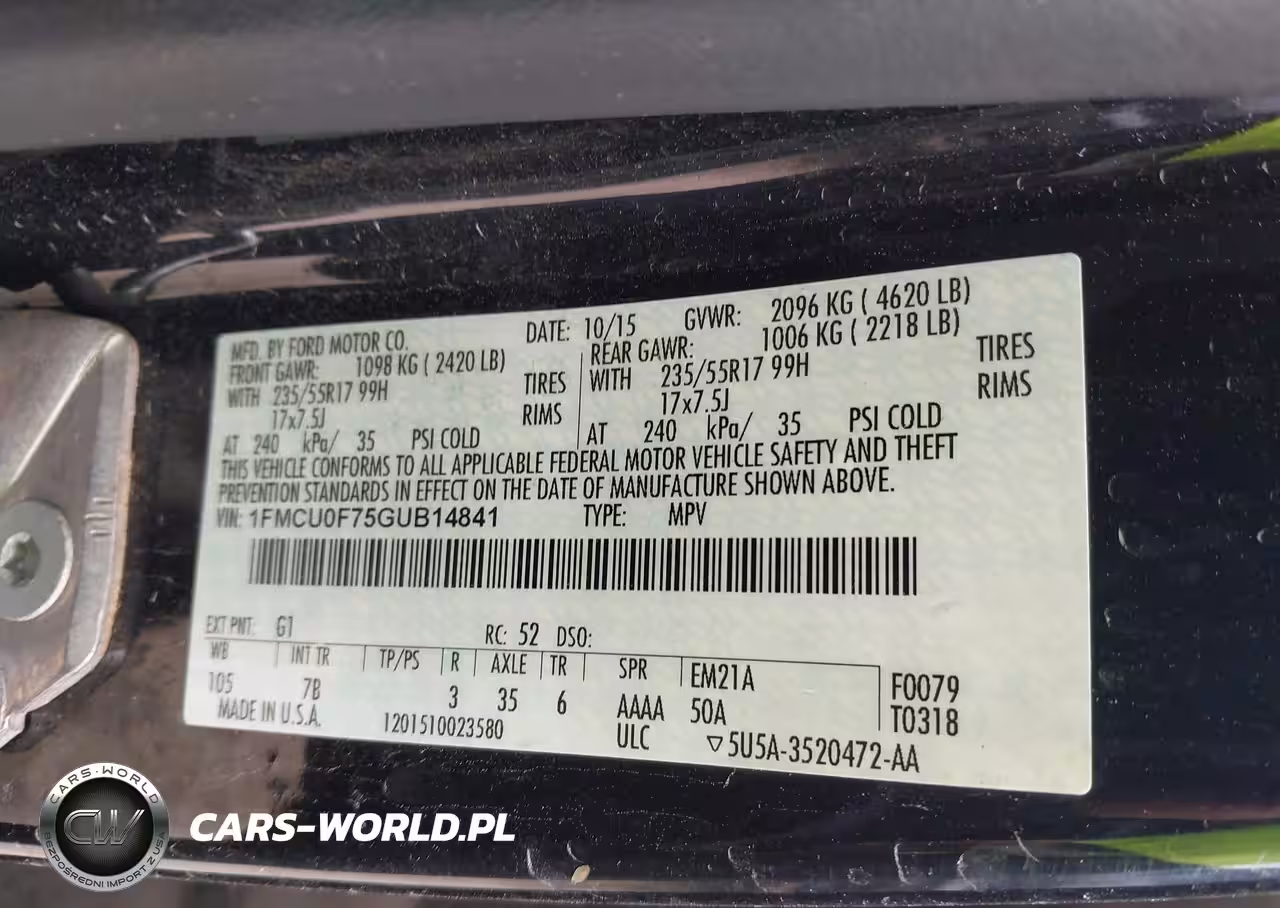 MFD. BY FORD MOTOR CO. DATE: 10/15 GVWR: 2096 KG ( 4620 LB)
FRONT GAWR: 1098 KG ( 2420 LB) REAR GAWR: 1006 KG ( 2218 LB)
WITH 235/55R17 99H TIRES WITH 235/55R17 99H TIRES
17x7.5J RIMS 17x7.5J RIMS
AT 240 kPa/ 35 PSI COLD AT 240 kPa/ 35 PSI COLD
THIS VEHICLE CONFORMS TO ALL APPLICABLE FEDERAL MOTOR VEHICLE SAFETY AND THEFT
PREVENTION STANDARDS IN EFFECT ON THE DATE OF MANUFACTURE SHOWN ABOVE.
VIN: 1FMCU0F75GUB14841 TYPE: MPV
EXT PNT: G1 RC: 52 DSO:
WB INT TR TP/PS R AXLE TR SPR EM21A F0079
105 7B 3 35 6 AAAA 50A T0318
MADE IN U.S.A. 1201510023580 ULC ▽5U5A-3520472-AA
CARS-WORLD
CW
BEZPOŚREDNI IMPORT Z USA
CARS-WORLD.PL